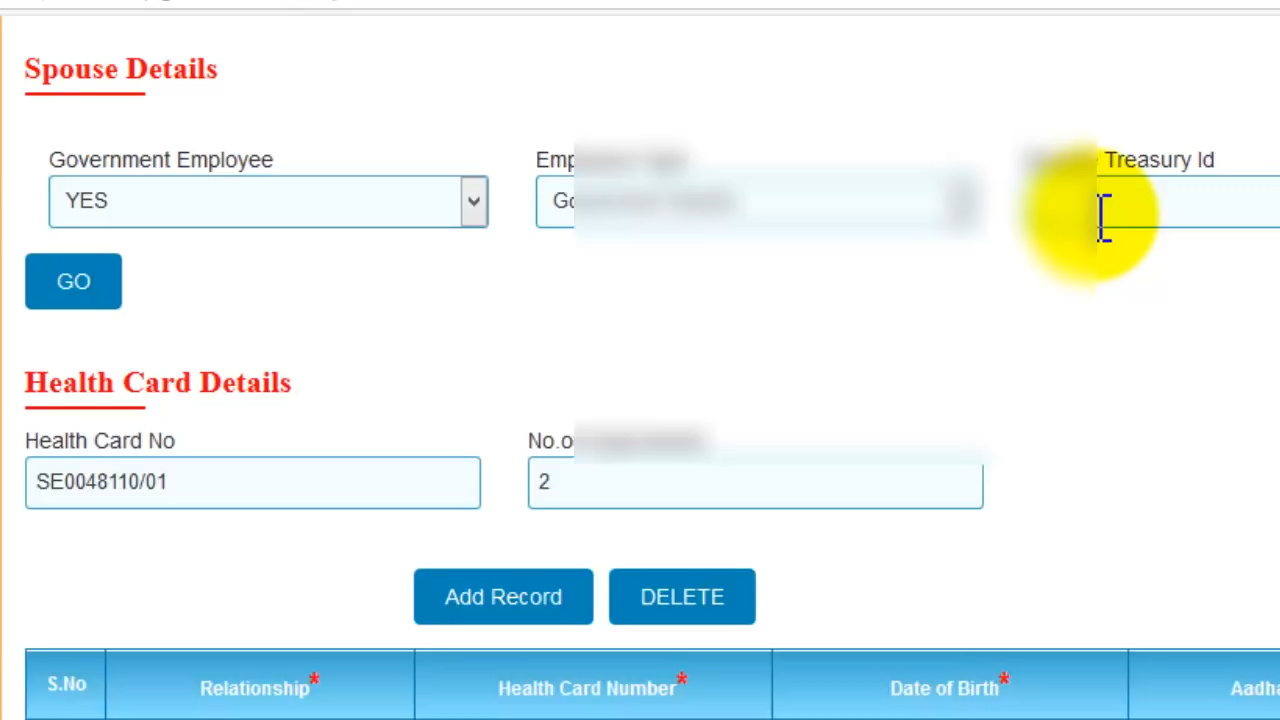 Spouse Details
Government Employee
Treasury Id
YES
GO
Health Card Details
Health Card No
SE0048110/01
2
Add Record DELETE
S.No Relationship* Health Card Number* Date of Birth*